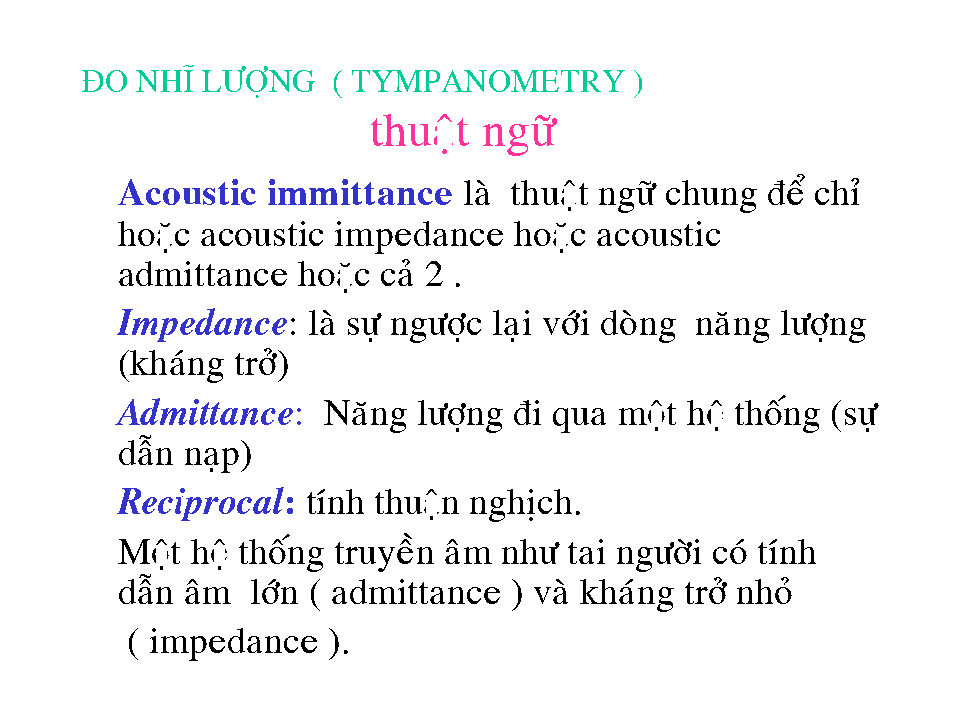 ĐO NHĨ LƯỢNG ( TYMPANOMETRY )
thuật ngữ
Acoustic immittance là thuật ngữ chung để chỉ
hoặc acoustic impedance hoặc acoustic
admittance hoặc cả 2 .
Impedance: là sự ngược lại với dòng năng lượng
(kháng trở)
Admittance: Năng lượng đi qua một hệ thống (sự
dẫn nạp)
Reciprocal: tính thuận nghịch.
Một hệ thống truyền âm như tai người có tính
dẫn âm lớn ( admittance ) và kháng trở nhỏ
( impedance ).